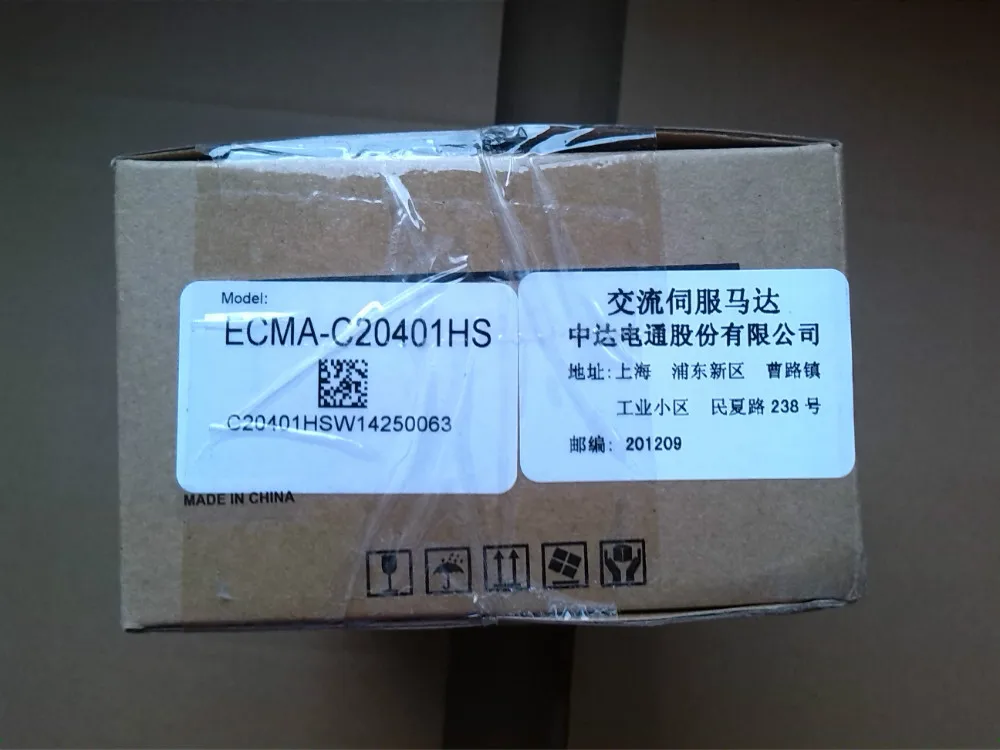 Model:
ECMA-C20401HS
C20401HSW14250063
MADE IN CHINA
交流伺服马达
中达电通股份有限公司
地址:上海 浦东新区 曹路镇
工业小区 民夏路 238 号
邮编: 201209